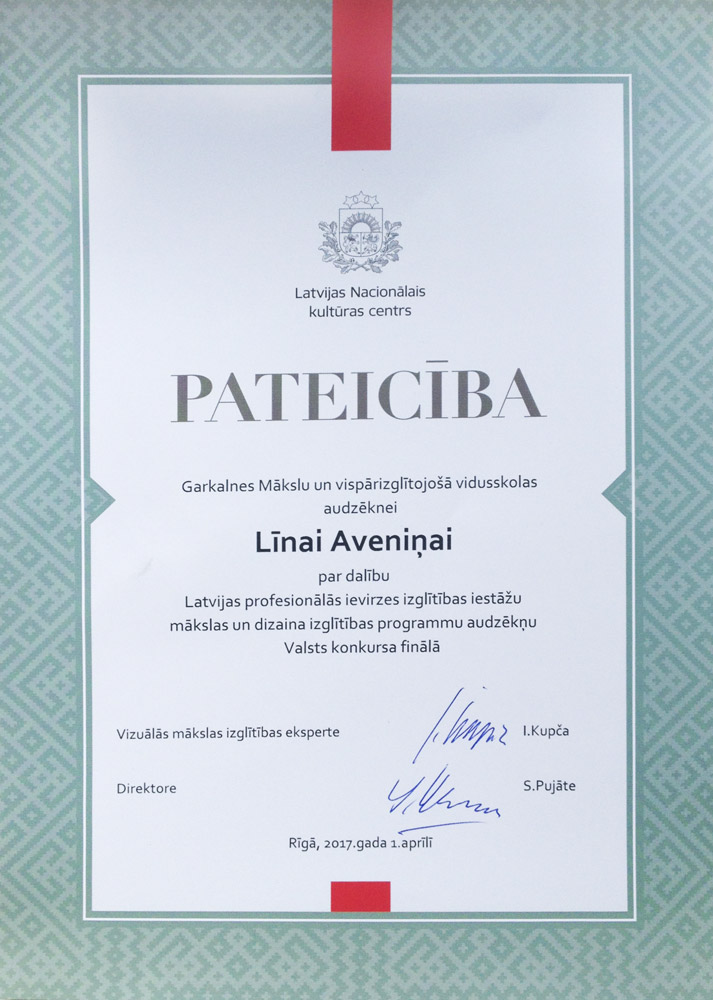 Latvijas Nacionālais
kultūras centrs
PATEICĪBA
Garkalnes Mākslu un vispārizglītojošā vidusskolas
audzēknei
Līnai Aveniņai
par dalību
Latvijas profesionālās ievirzes izglītības iestāžu
mākslas un dizaina izglītības programmu audzēkņu
Valsts konkursa finālā
Vizuālās mākslas izglītības eksperte I.Kupča
Direktore S.Pujāte
Rīgā, 2017.gada 1.aprīlī